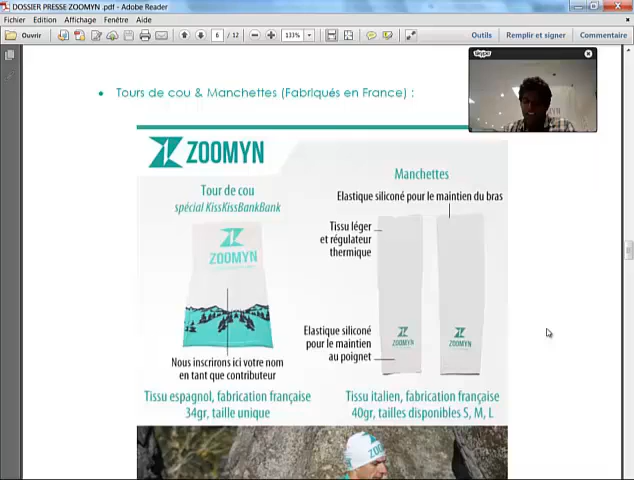 DOSSIER PRESSE ZOOMYN .pdf - Adobe Reader
Fichier Edition Affichage Fenêtre Aide
Ouvrir 6 / 12 133% Outils Remplir et signer Commentaire
skype
• Tours de cou & Manchettes (Fabriqués en France) :
ZOOMYN
Tour de cou
spécial KissKissBankBank
ZOOMYN
Nous inscrirons ici votre nom
en tant que contributeur
Tissu espagnol, fabrication française
34gr, taille unique
Manchettes
Elastique siliconé pour le maintien du bras
Tissu léger
et régulateur
thermique
Elastique siliconé
pour le maintien
au poignet
ZOOMYN
ZOOMYN
Tissu italien, fabrication française
40gr, tailles disponibles S, M, L